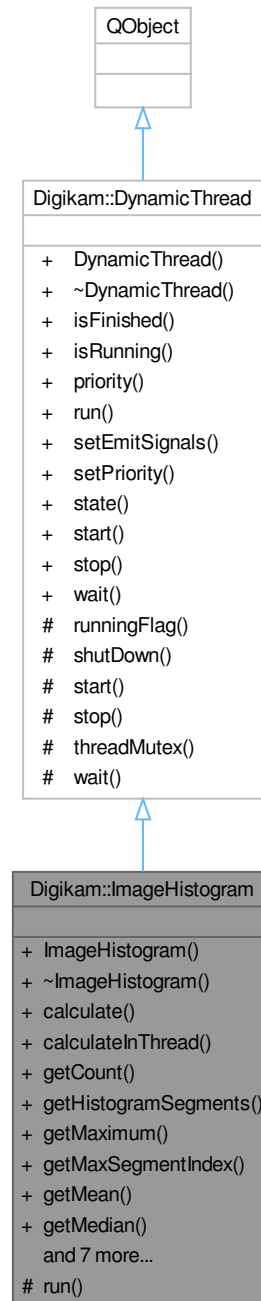 QObject
Digikam::DynamicThread
+ DynamicThread()
+ ~DynamicThread()
+ isFinished()
+ isRunning()
+ priority()
+ run()
+ setEmitSignals()
+ setPriority()
+ state()
+ start()
+ stop()
+ wait()
# runningFlag()
# shutDown()
# start()
# stop()
# threadMutex()
# wait()
Digikam::ImageHistogram
+ ImageHistogram()
+ ~ImageHistogram()
+ calculate()
+ calculateInThread()
+ getCount()
+ getHistogramSegments()
+ getMaximum()
+ getMaxSegmentIndex()
+ getMean()
+ getMedian()
and 7 more...
# run()